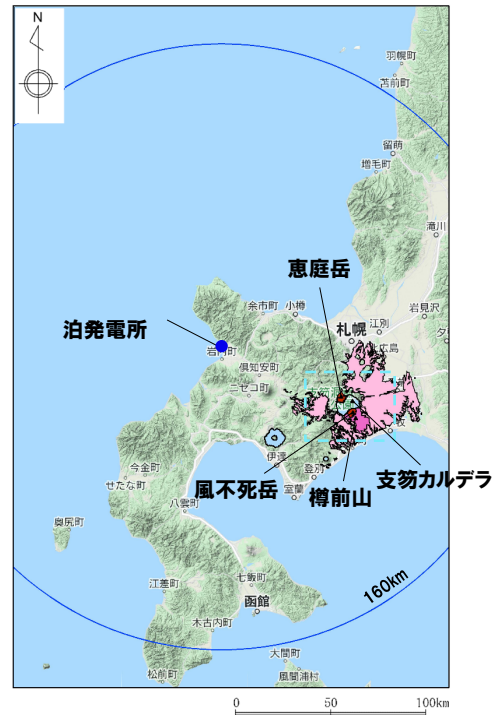 N
羽幌町
苫前町
留萌
増毛町
滝川
恵庭岳
余市町
小樽
岩見沢
札幌
江別
泊発電所
北広島
岩内町
倶知安町
ニセコ町
伊達
支笏カルデラ
風不死岳
登別
樽前山
室蘭
今金町
せたな町
八雲町
奥尻町
160km
江差町
七飯町
函館
木古内町
大間町
松前町
風間浦村
0 50 100km